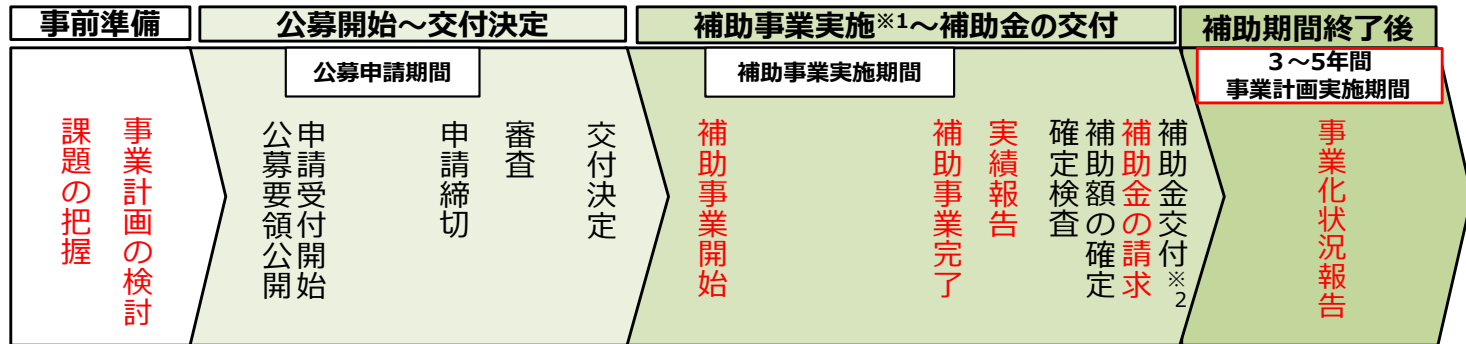 事前準備
公募開始～交付決定
補助事業実施※1～補助金の交付
補助期間終了後
公募申請期間
補助事業実施期間
３～5年間
事業計画実施期間
課題の把握
事業計画の検討
公募要領公開
申請受付開始
申請締切
審査
交付決定
補助事業開始
補助事業完了
実績報告
確定検査
補助額の確定
補助金の請求
補助金交付※2
事業化状況報告